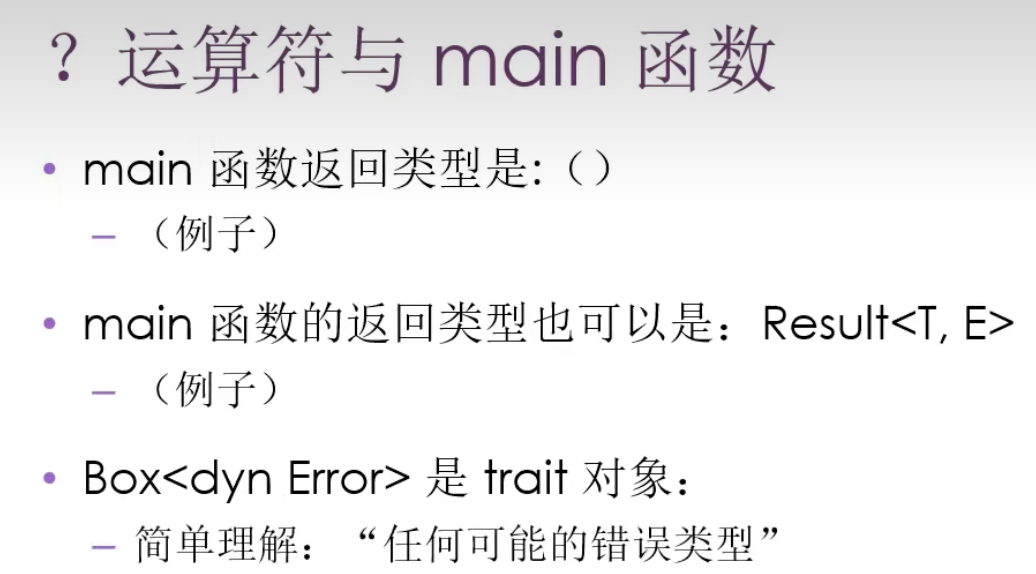 ？运算符与 main 函数
• main 函数返回类型是:（）
– （例子）
• main 函数的返回类型也可以是：Result<T, E>
– （例子）
• Box<dyn Error> 是 trait 对象：
– 简单理解：“任何可能的错误类型”